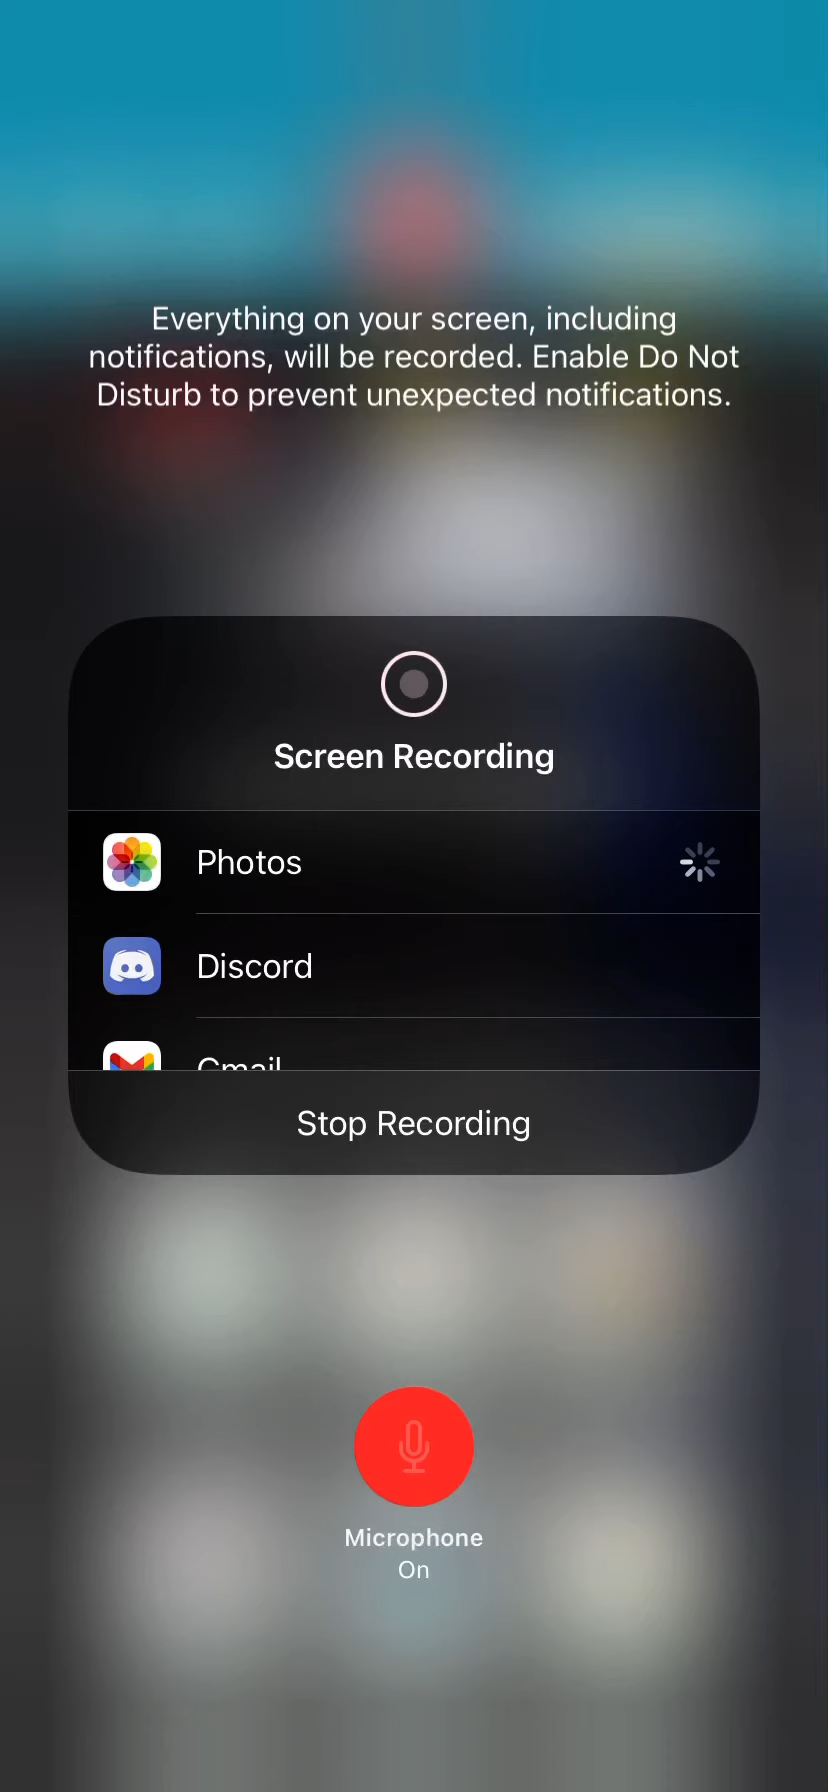 Everything on your screen, including
notifications, will be recorded. Enable Do Not
Disturb to prevent unexpected notifications.
Screen Recording
Photos
Discord
Gmail
Stop Recording
Microphone
On